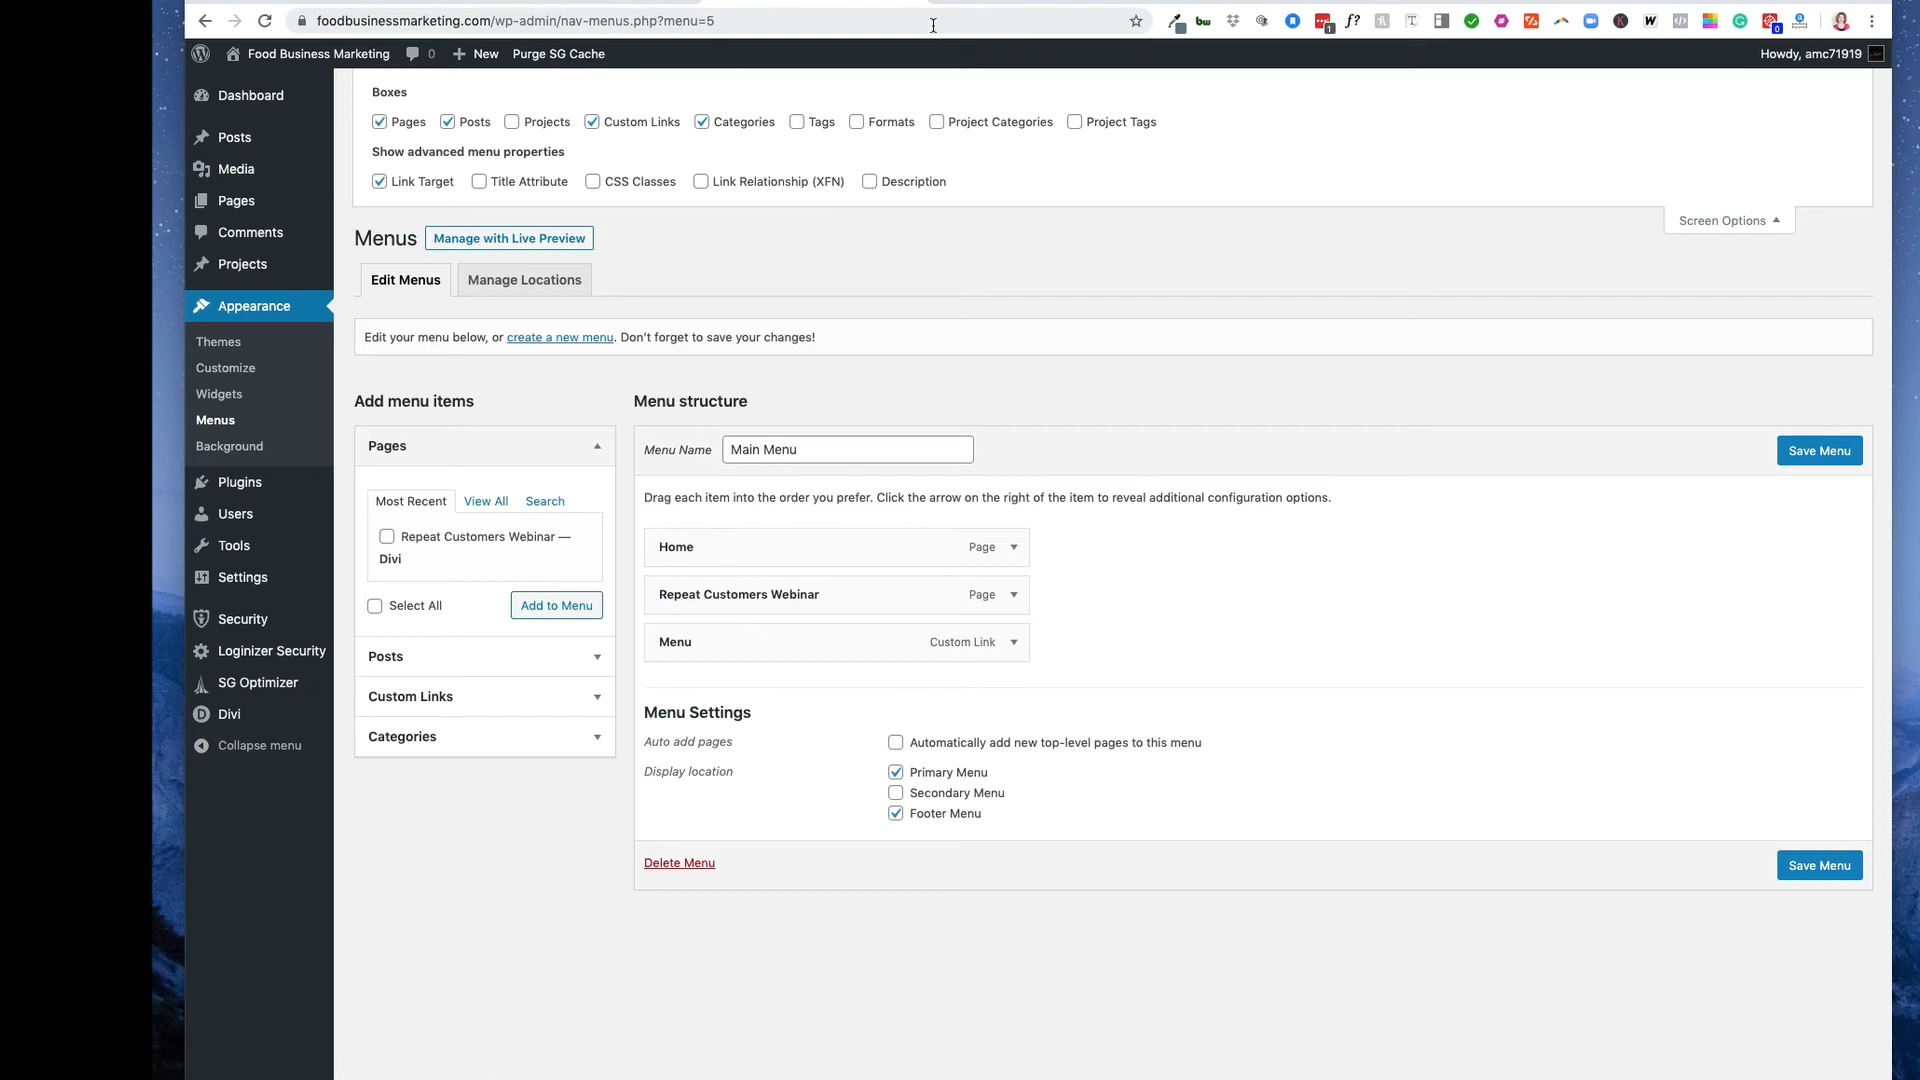 foodbusinessmarketing.com/wp-admin/nav-menus.php?menu=5
Food Business Marketing 0 New Purge SG Cache Howdy, amc71919
Dashboard
Posts
Media
Pages
Comments
Projects
Appearance
Themes
Customize
Widgets
Menus
Background
Plugins
Users
Tools
Settings
Security
Loginizer Security
SG Optimizer
Divi
Collapse menu
Boxes
Pages Posts Projects Custom Links Categories Tags Formats Project Categories Project Tags
Show advanced menu properties
Link Target Title Attribute CSS Classes Link Relationship (XFN) Description
Screen Options
Menus Manage with Live Preview
Edit Menus Manage Locations
Edit your menu below, or create a new menu. Don’t forget to save your changes!
Add menu items
Pages
Most Recent View All Search
Repeat Customers Webinar —
Divi
Select All Add to Menu
Posts
Custom Links
Categories
Menu structure
Menu Name Main Menu Save Menu
Drag each item into the order you prefer. Click the arrow on the right of the item to reveal additional configuration options.
Home Page
Repeat Customers Webinar Page
Menu Custom Link
Menu Settings
Auto add pages Automatically add new top-level pages to this menu
Display location Primary Menu
Secondary Menu
Footer Menu
Delete Menu Save Menu